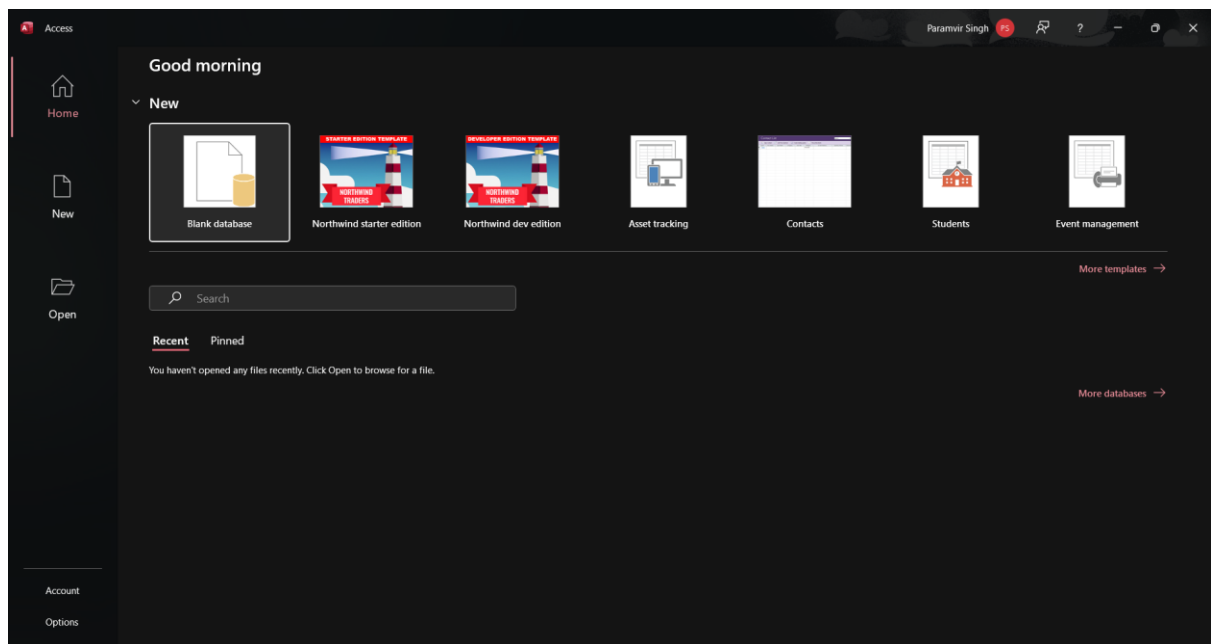 Access
Paramvir Singh PS ?
Good morning
Home
New
STARTER EDITION TEMPLATE
NORTHWIND
TRADERS
DEVELOPER EDITION TEMPLATE
NORTHWIND
TRADERS
Blank database
Northwind starter edition
Northwind dev edition
Asset tracking
Contacts
Students
Event management
New
More templates
Search
Open
Recent Pinned
You haven't opened any files recently. Click Open to browse for a file.
More databases
Account
Options